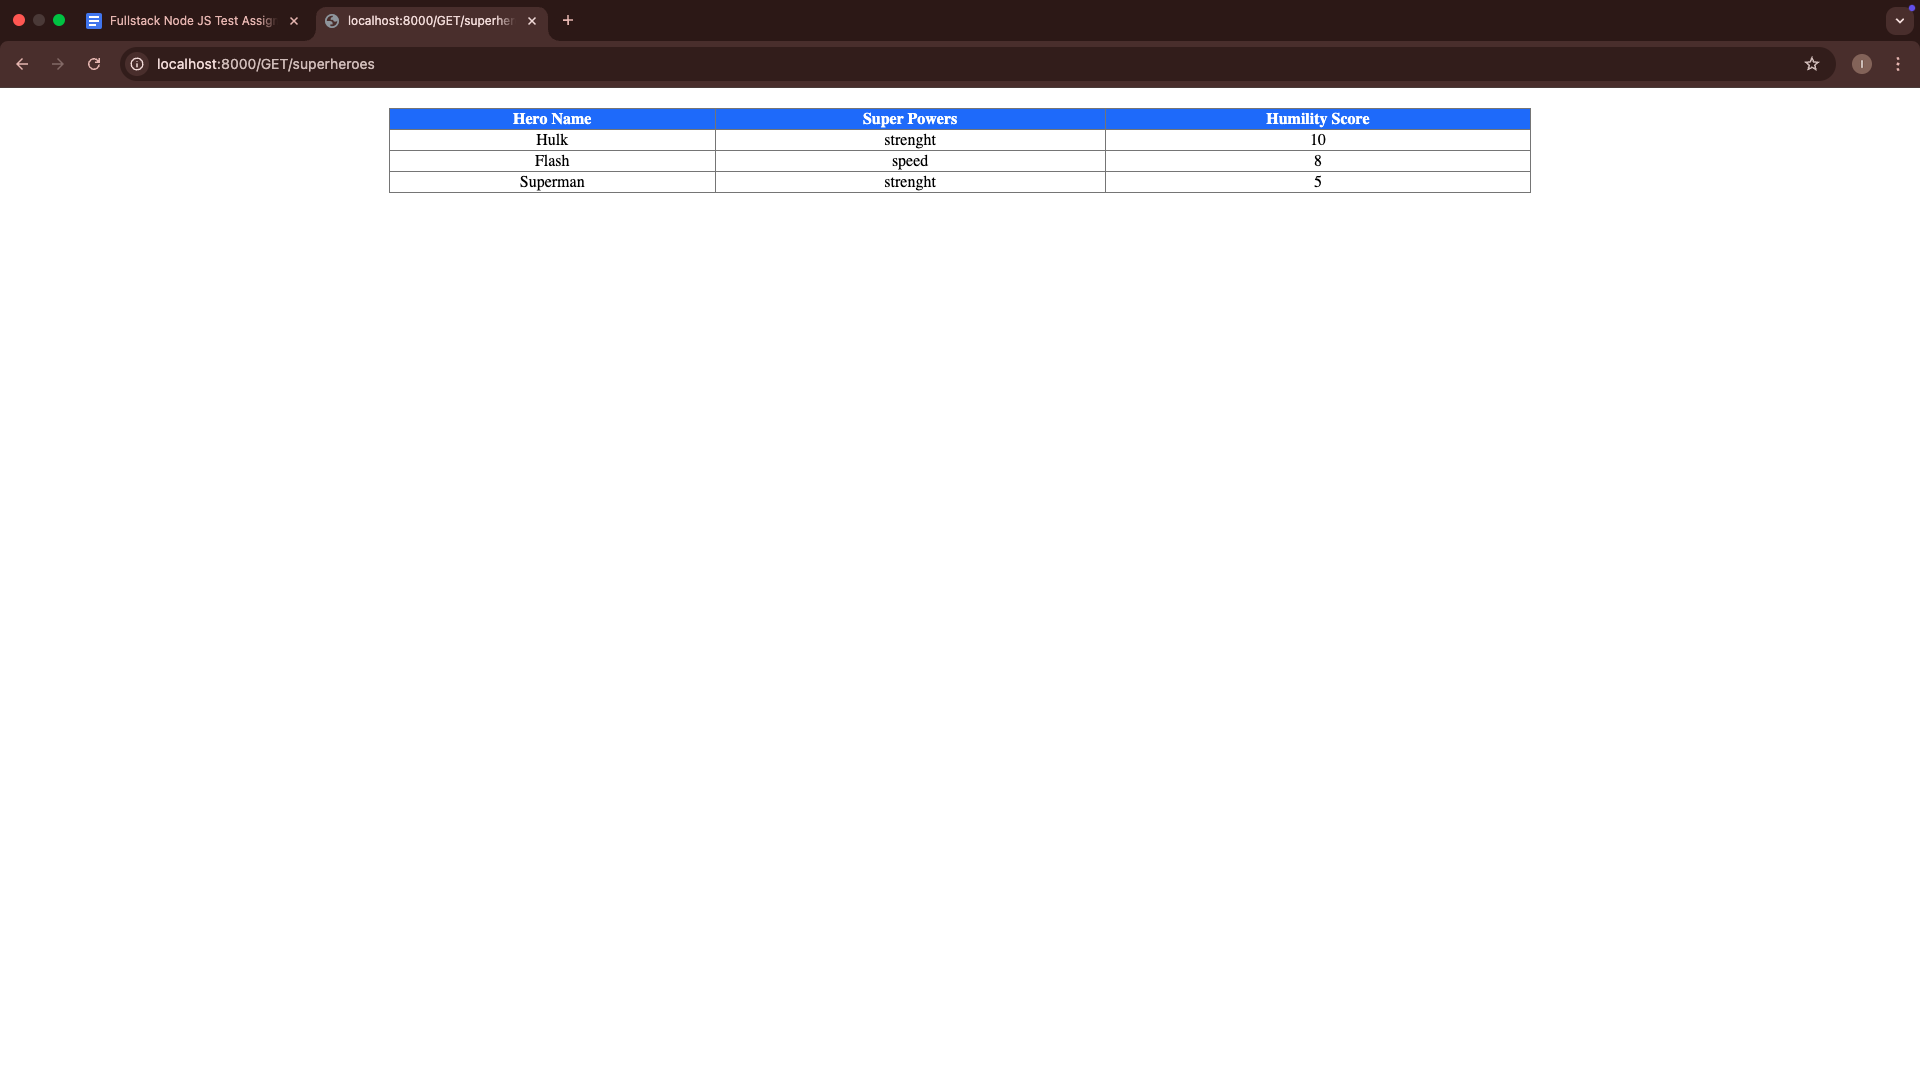 Fullstack Node JS Test Assig
localhost:8000/GET/superher
localhost:8000/GET/superheroes
I
Hero Name Super Powers Humility Score
Hulk strenght 10
Flash speed 8
Superman strenght 5